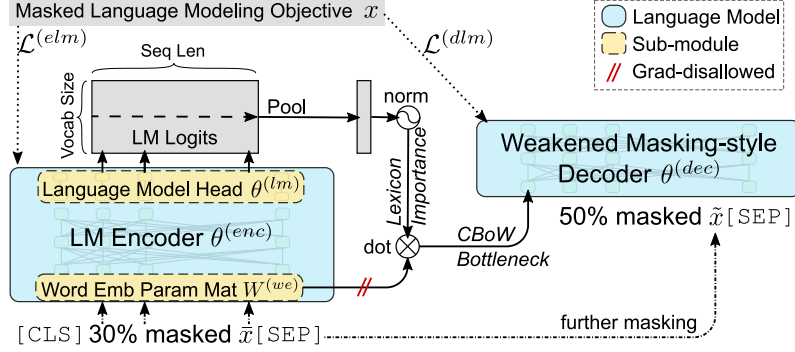 Masked Language Modeling Objective x
ℒ^(elm)
ℒ^(dlm)
Language Model
Sub-module
Grad-disallowed
Seq Len
Vocab Size
LM Logits
Pool
norm
Lexicon
Importance
Language Model Head θ^(lm)
LM Encoder θ^(enc)
Word Emb Param Mat W^(we)
dot
CBoW
Bottleneck
Weakened Masking-style
Decoder θ^(dec)
50% masked x̃[SEP]
[CLS] 30% masked x̄[SEP]
further masking